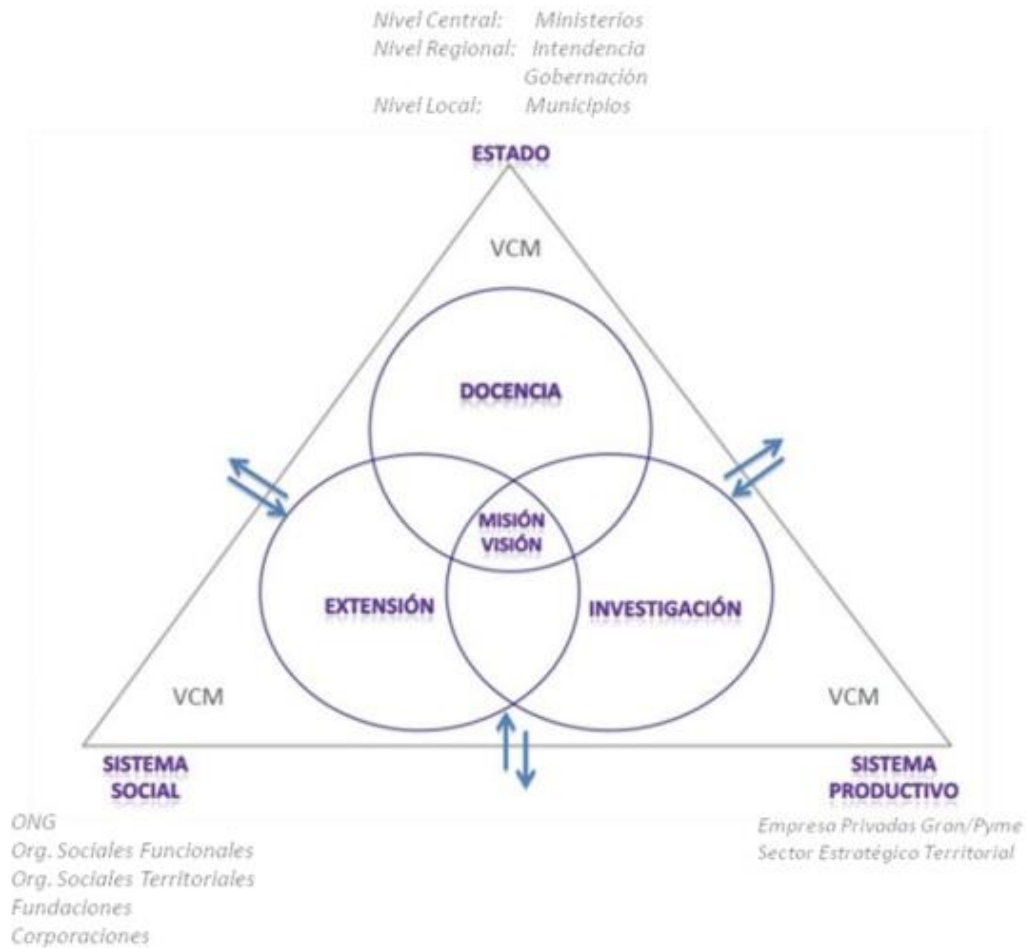 Nivel Central: Ministerios
Nivel Regional: Intendencia
Gobernación
Nivel Local: Municipios
ESTADO
VCM
DOCENCIA
MISIÓN
VISIÓN
EXTENSIÓN
INVESTIGACIÓN
VCM
VCM
SISTEMA
SOCIAL
SISTEMA
PRODUCTIVO
ONG
Org. Sociales Funcionales
Org. Sociales Territoriales
Fundaciones
Corporaciones
Empresa Privadas Gran/Pyme
Sector Estratégico Territorial